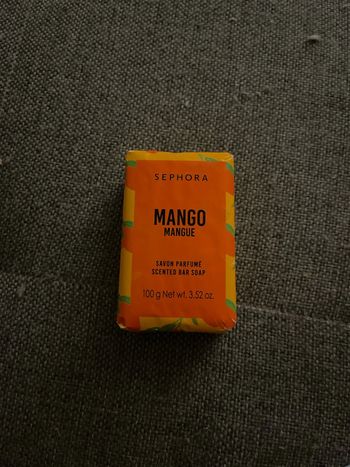 SEPHORA
MANGO
MANGUE
SAVON PARFUMÉ
SCENTED BAR SOAP
100 g Net wt. 3.52 oz.